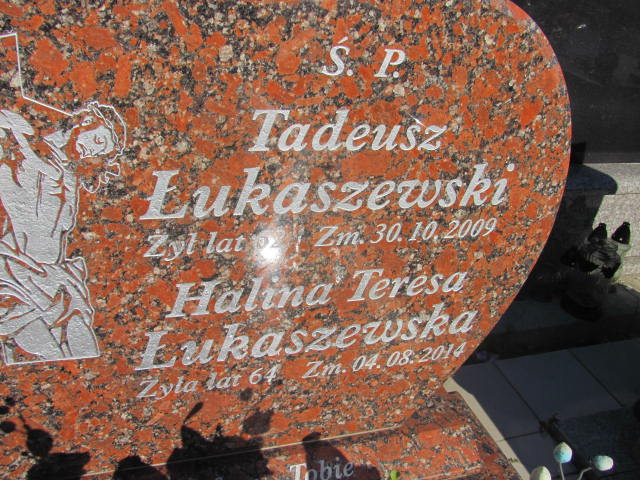 Ś. P.
Tadeusz
Łukaszewski
Żył lat Zm. 30.10.2009
Halina Teresa
Łukaszewska
Żyła lat 64 Zm. 04.08.2014
Tobie